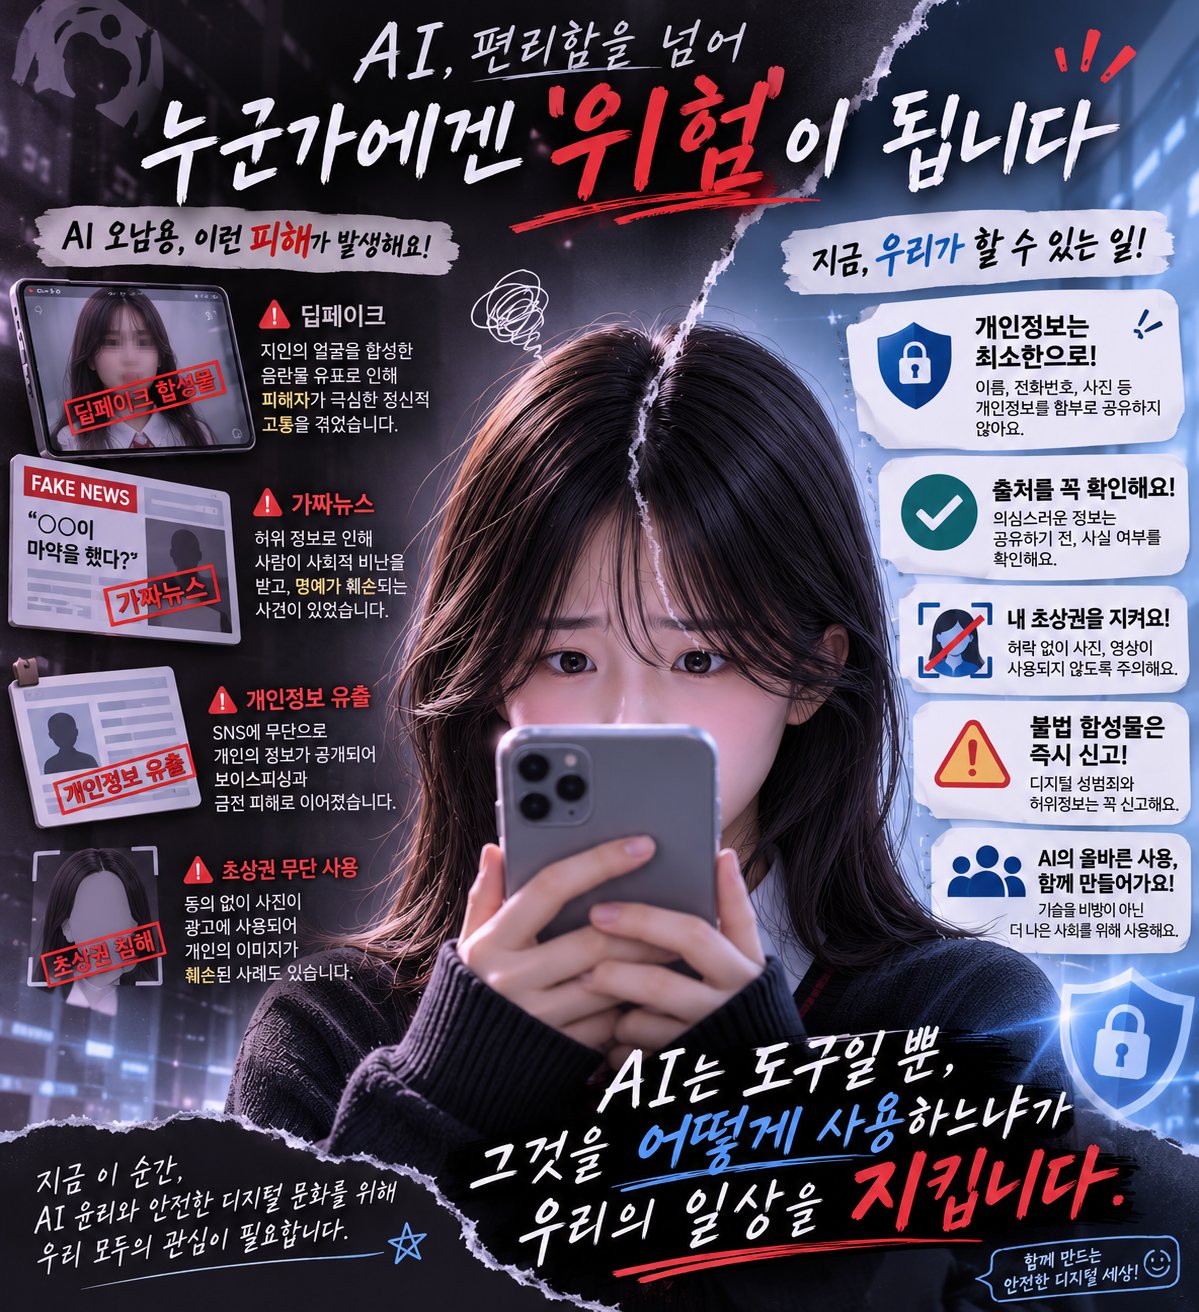 AI, 편리함을 넘어
누군가에겐 '위험'이 됩니다
AI 오남용, 이런 피해가 발생해요!
딥페이크 합성물
딥페이크
지인의 얼굴을 합성한
음란물 유포로 인해
피해자가 극심한 정신적
고통을 겪었습니다.
FAKE NEWS
"○○이
마약을 했다?"
가짜뉴스
가짜뉴스
허위 정보로 인해
사람이 사회적 비난을
받고, 명예가 훼손되는
사건이 있었습니다.
개인정보 유출
개인정보 유출
SNS에 무단으로
개인의 정보가 공개되어
보이스피싱과
금전 피해로 이어졌습니다.
초상권 침해
초상권 무단 사용
동의 없이 사진이
광고에 사용되어
개인의 이미지가
훼손된 사례도 있습니다.
지금, 우리가 할 수 있는 일!
개인정보는
최소한으로!
이름, 전화번호, 사진 등
개인정보를 함부로 공유하지
않아요.
출처를 꼭 확인해요!
의심스러운 정보는
공유하기 전, 사실 여부를
확인해요.
내 초상권을 지켜요!
허락 없이 사진, 영상이
사용되지 않도록 주의해요.
불법 합성물은
즉시 신고!
디지털 성범죄와
허위정보는 꼭 신고해요.
AI의 올바른 사용,
함께 만들어가요!
기술을 비방이 아닌
더 나은 사회를 위해 사용해요.
AI는 도구일 뿐,
그것을 어떻게 사용하느냐가
우리의 일상을 지킵니다.
지금 이 순간,
AI 윤리와 안전한 디지털 문화를 위해
우리 모두의 관심이 필요합니다.
함께 만드는
안전한 디지털 세상!